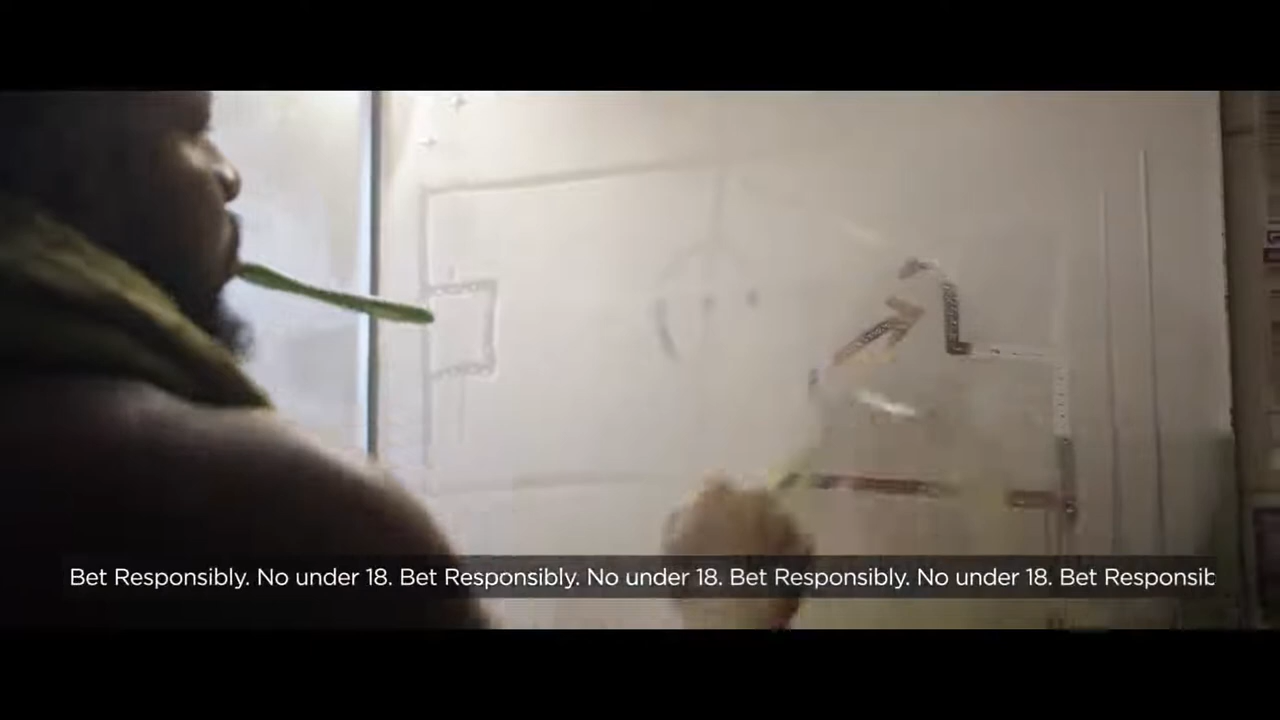 Bet Responsibly. No under 18. Bet Responsibly. No under 18. Bet Responsibly. No under 18. Bet Responsib